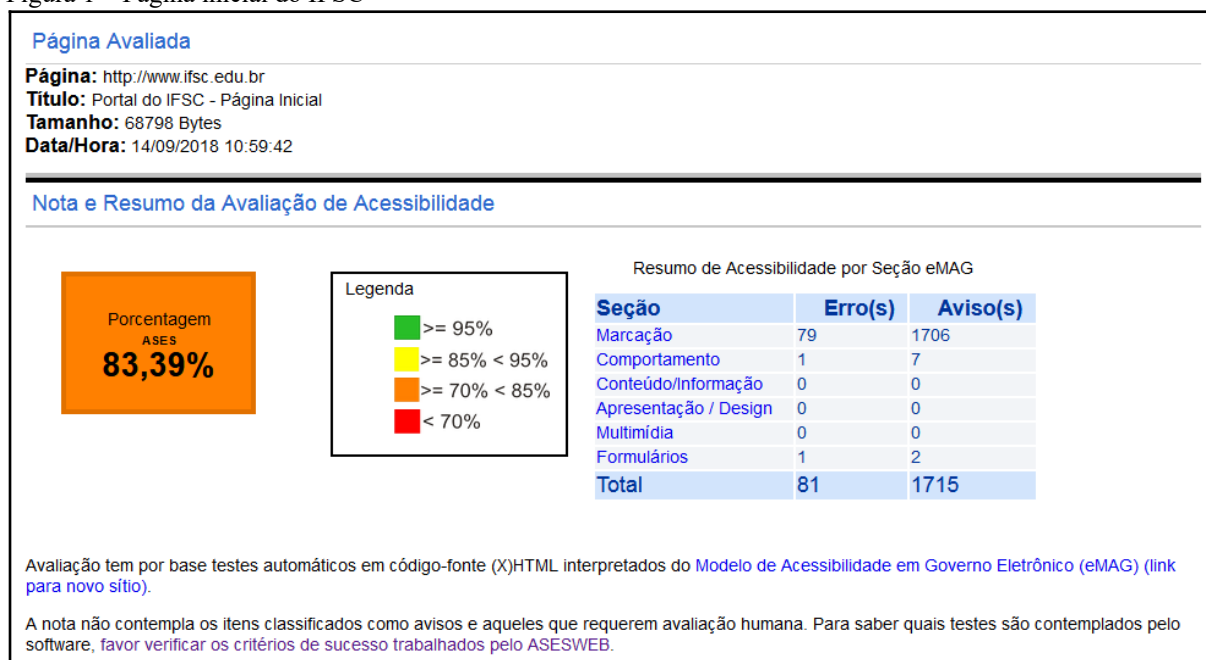 Página Avaliada
Página: http://www.ifsc.edu.br
Título: Portal do IFSC - Página Inicial
Tamanho: 68798 Bytes
Data/Hora: 14/09/2018 10:59:42
Nota e Resumo da Avaliação de Acessibilidade
Porcentagem
ASES
83,39%
Legenda
>= 95%
>= 85% < 95%
>= 70% < 85%
< 70%
Resumo de Acessibilidade por Seção eMAG
Seção Erro(s) Aviso(s)
Marcação 79 1706
Comportamento 1 7
Conteúdo/Informação 0 0
Apresentação / Design 0 0
Multimídia 0 0
Formulários 1 2
Total 81 1715
Avaliação tem por base testes automáticos em código-fonte (X)HTML interpretados do Modelo de Acessibilidade em Governo Eletrônico (eMAG) (link
para novo sítio).
A nota não contempla os itens classificados como avisos e aqueles que requerem avaliação humana. Para saber quais testes são contemplados pelo
software, favor verificar os critérios de sucesso trabalhados pelo ASESWEB.